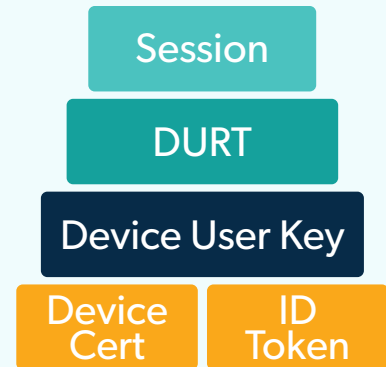 Session
DURT
Device User Key
Device
Cert
ID
Token